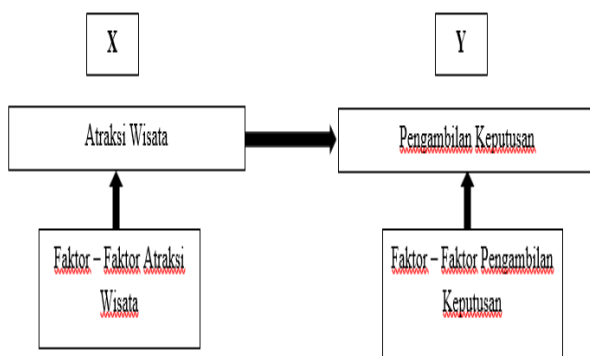 X
Y
Atraksi Wisata
Pengambilan Keputusan
Faktor – Faktor Atraksi
Wisata
Faktor – Faktor Pengambilan
Keputusan